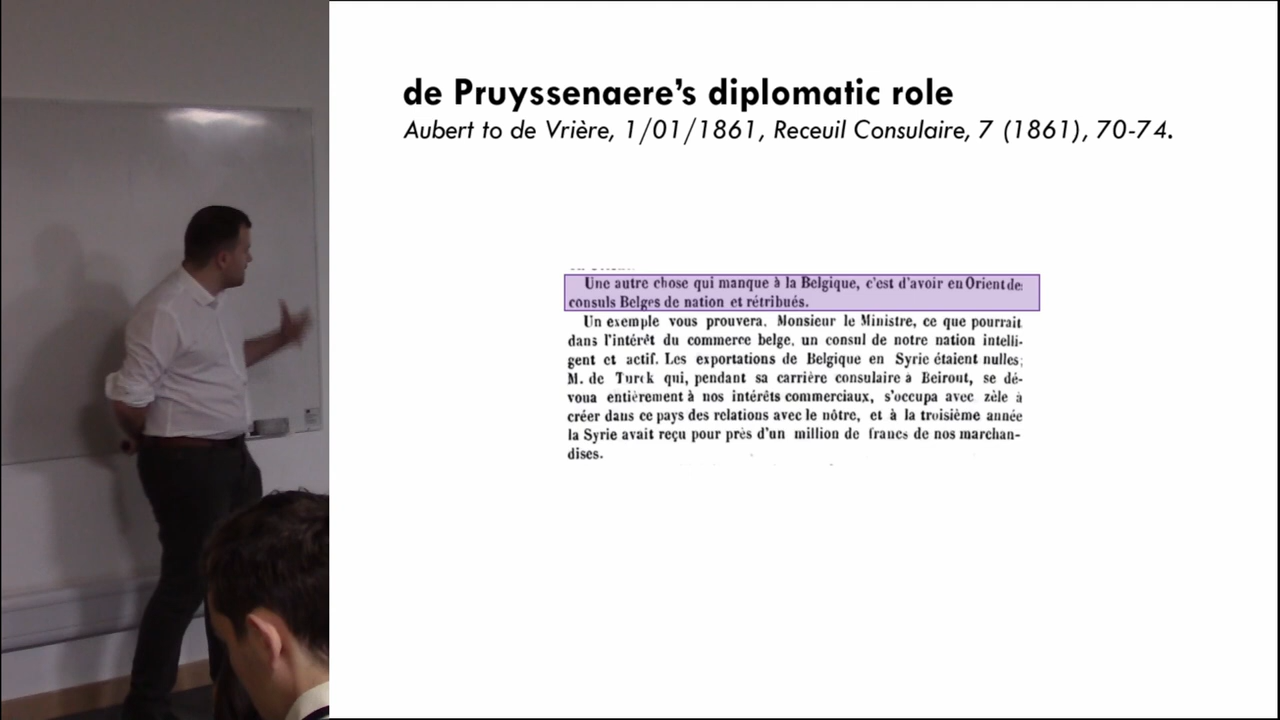 de Pruyssenaere’s diplomatic role
Aubert to de Vrière, 1/01/1861, Receuil Consulaire, 7 (1861), 70-74.
Une autre chose qui manque à la Belgique, c'est d'avoir en Orient de
consuls Belges de nation et rétribués.
Un exemple vous prouvera, Monsieur le Ministre, ce que pourrait
dans l'intérêt du commerce belge, un consul de notre nation intelli-
gent et actif. Les exportations de Belgique en Syrie étaient nulles;
M. de Turck qui, pendant sa carrière consulaire à Beirout, se dé-
voua entièrement à nos intérêts commerciaux, s'occupa avec zèle à
créer dans ce pays des relations avec le nôtre, et à la troisième année
la Syrie avait reçu pour près d'un million de francs de nos marchan-
dises.